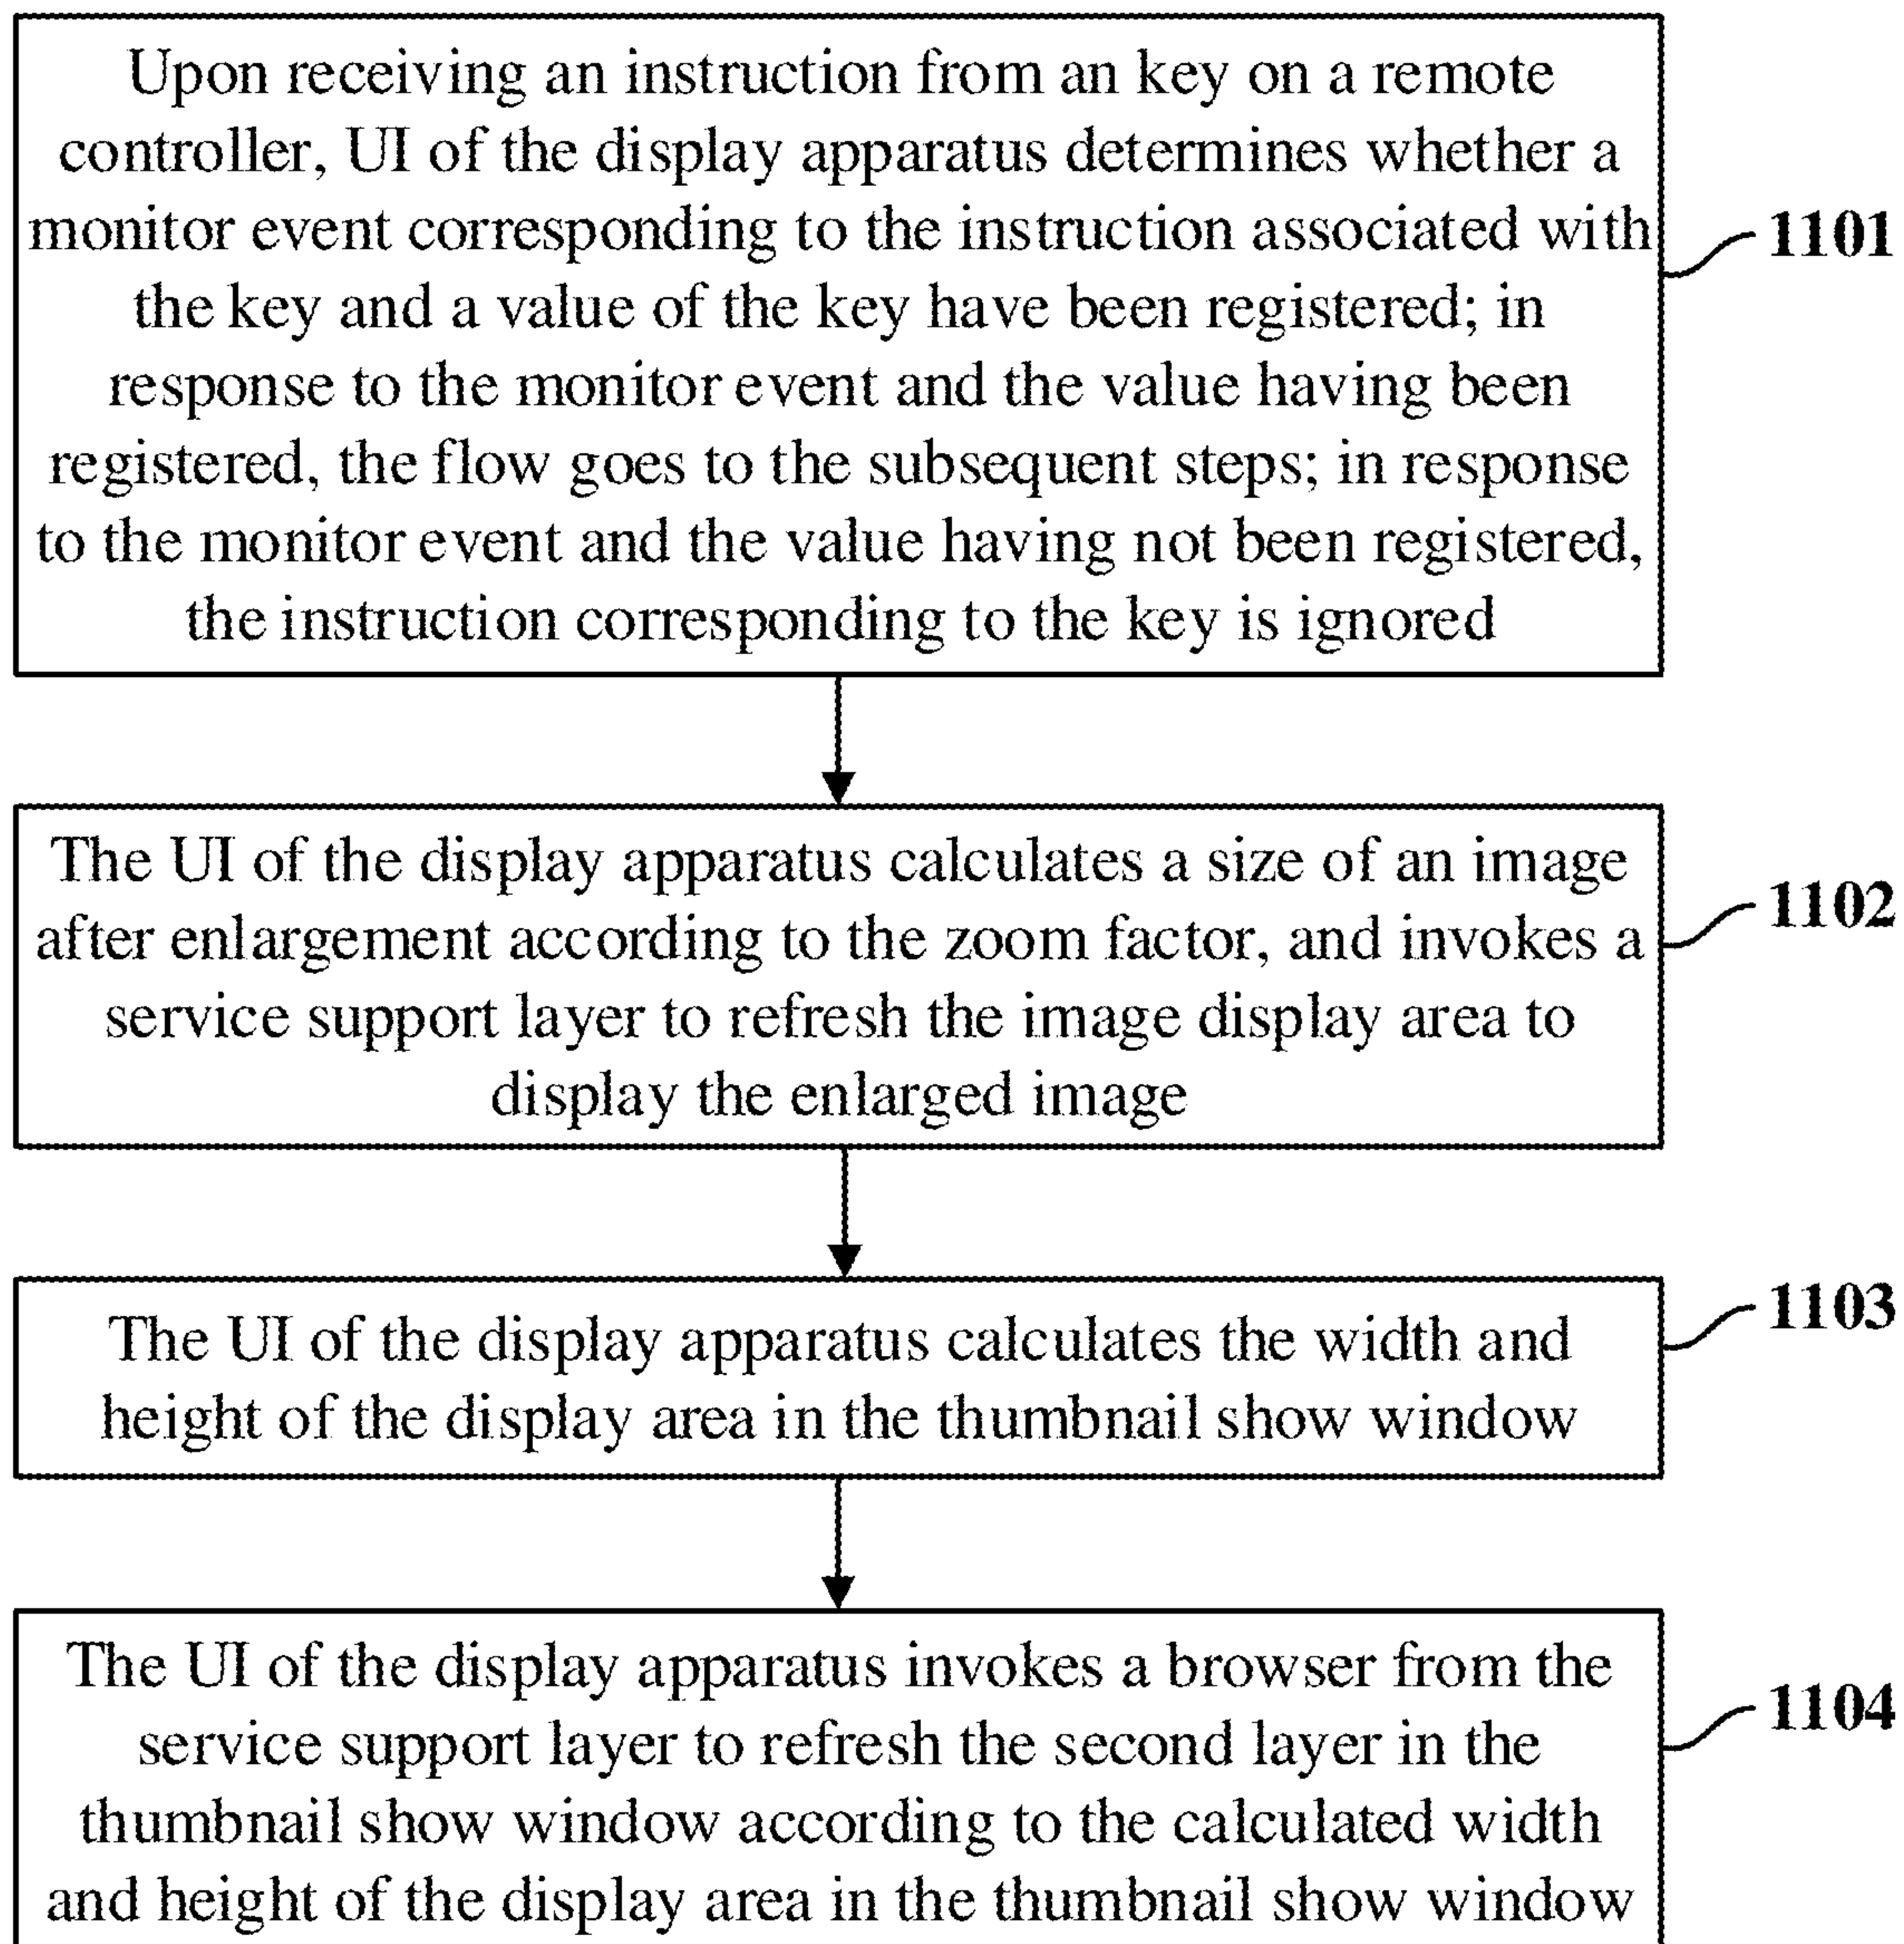 Upon receiving an instruction from an key on a remote
controller, UI of the display apparatus determines whether a
monitor event corresponding to the instruction associated with
the key and a value of the key have been registered; in
response to the monitor event and the value having been
registered, the flow goes to the subsequent steps; in response
to the monitor event and the value having not been registered,
the instruction corresponding to the key is ignored
1101
The UI of the display apparatus calculates a size of an image
after enlargement according to the zoom factor, and invokes a
service support layer to refresh the image display area to
display the enlarged image
1102
The UI of the display apparatus calculates the width and
height of the display area in the thumbnail show window
1103
The UI of the display apparatus invokes a browser from the
service support layer to refresh the second layer in the
thumbnail show window according to the calculated width
and height of the display area in the thumbnail show window
1104